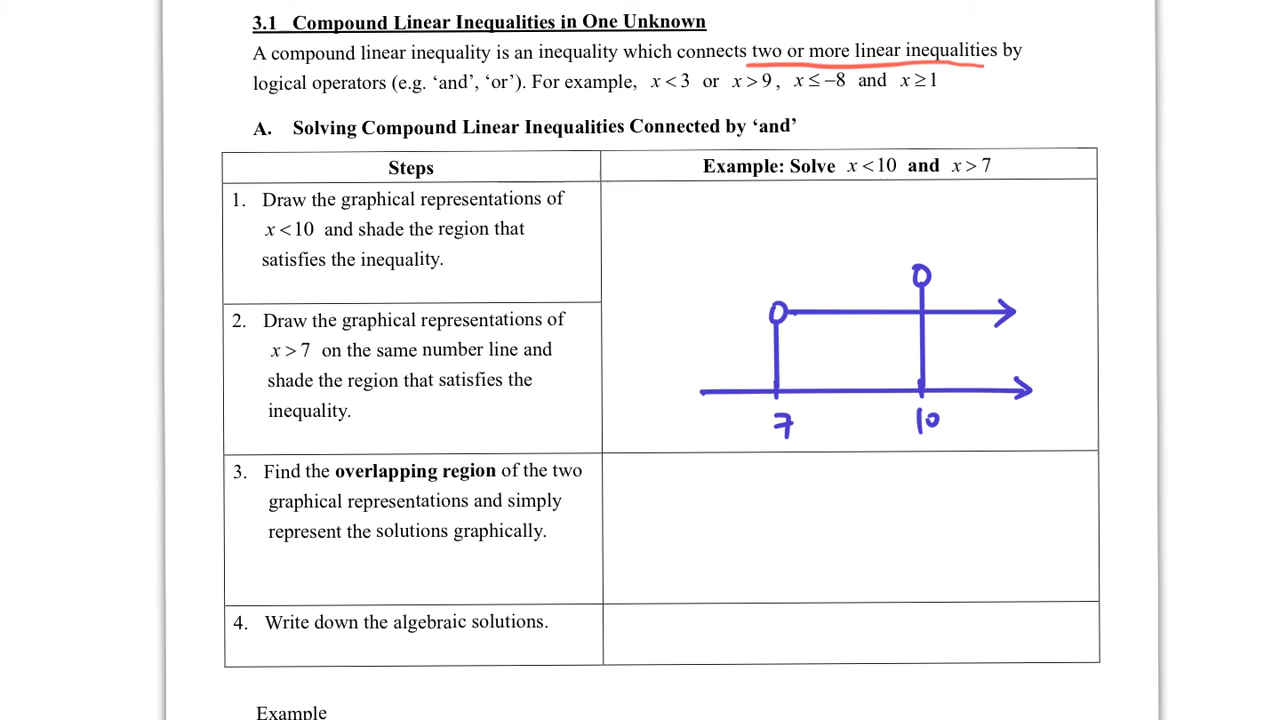 3.1 Compound Linear Inequalities in One Unknown
A compound linear inequality is an inequality which connects two or more linear inequalities by
logical operators (e.g. ‘and’, ‘or’). For example, x < 3 or x > 9, x ≤ −8 and x ≥ 1
A. Solving Compound Linear Inequalities Connected by ‘and’
Steps
Example: Solve x < 10 and x > 7
1. Draw the graphical representations of
x < 10 and shade the region that
satisfies the inequality.
2. Draw the graphical representations of
x > 7 on the same number line and
shade the region that satisfies the
inequality.
7 10
3. Find the overlapping region of the two
graphical representations and simply
represent the solutions graphically.
4. Write down the algebraic solutions.
Example